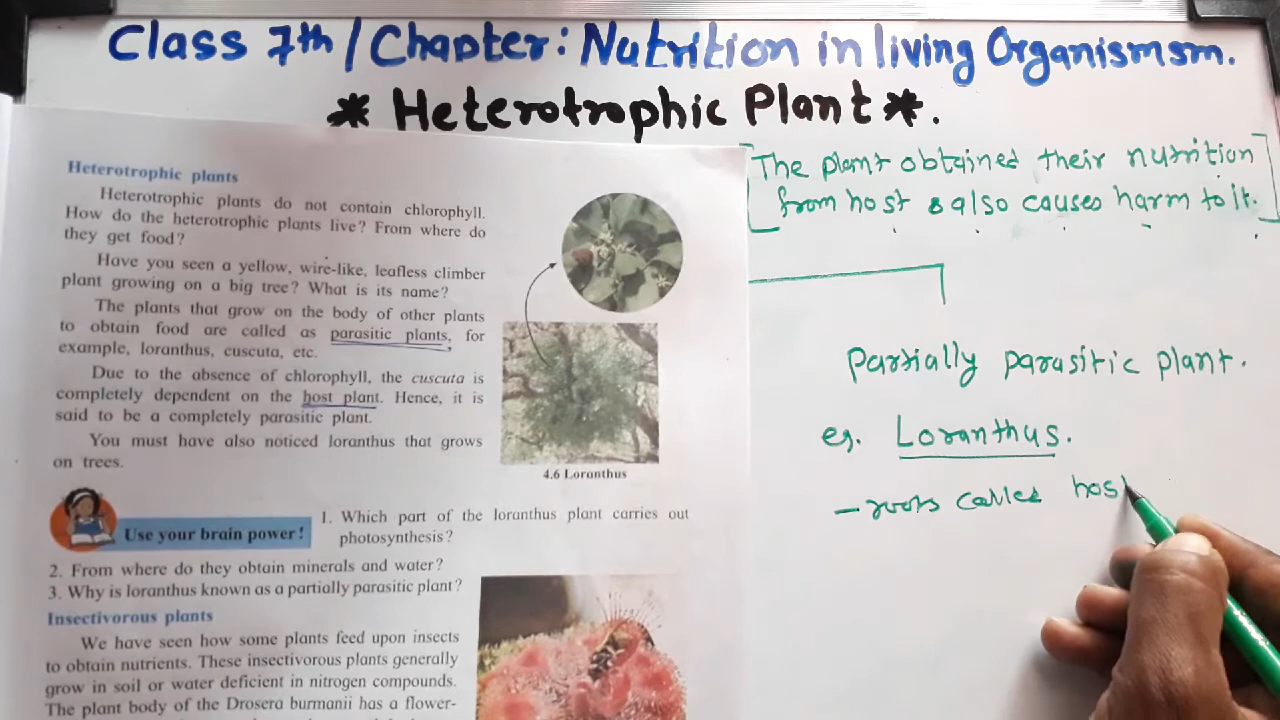 Class 7th / Chapter: Nutrition in living Organismsm.
* Heterotrophic Plant *.
Heterotrophic plants
Heterotrophic plants do not contain chlorophyll.
How do the heterotrophic plants live? From where do
they get food?
Have you seen a yellow, wire-like, leafless climber
plant growing on a big tree? What is its name?
The plants that grow on the body of other plants
to obtain food are called as parasitic plants, for
example, loranthus, cuscuta, etc.
Due to the absence of chlorophyll, the cuscuta is
completely dependent on the host plant. Hence, it is
said to be a completely parasitic plant.
You must have also noticed loranthus that grows
on trees.
4.6 Loranthus
Use your brain power!
1. Which part of the loranthus plant carries out
photosynthesis?
2. From where do they obtain minerals and water?
3. Why is loranthus known as a partially parasitic plant?
Insectivorous plants
We have seen how some plants feed upon insects
to obtain nutrients. These insectivorous plants generally
grow in soil or water deficient in nitrogen compounds.
The plant body of the Drosera burmanii has a flower-
[The plant obtained their nutrition
from host & also causes harm to it.]
Partially parasitic plant.
eg. Loranthus.
- roots called host